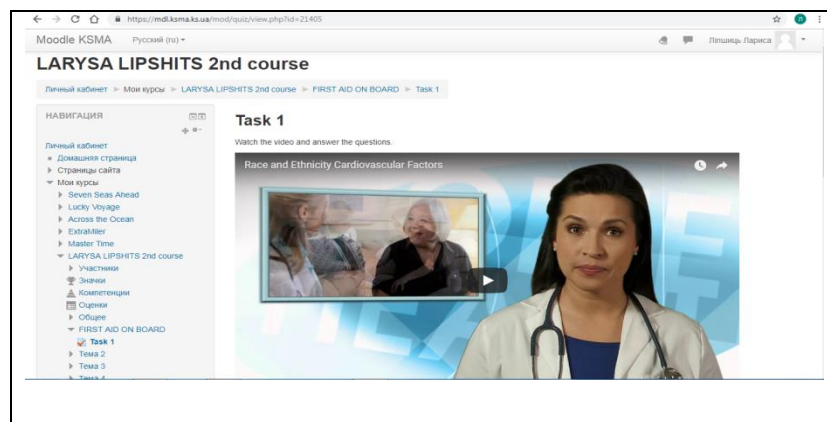 https://mdl.ksma.ks.ua/mod/quiz/view.php?id=21405
Moodle KSMA Русский (ru) Ліпшиць Лариса
LARYSA LIPSHITS 2nd course
Личный кабинет ► Мои курсы ► LARYSA LIPSHITS 2nd course ► FIRST AID ON BOARD ► Task 1
НАВИГАЦИЯ
Личный кабинет
Домашняя страница
Страницы сайта
Мои курсы
Seven Seas Ahead
Lucky Voyage
Across the Ocean
ExtraMiler
Master Time
LARYSA LIPSHITS 2nd course
Участники
Значки
Компетенции
Оценки
Общее
FIRST AID ON BOARD
Task 1
Тема 2
Тема 3
Тема 4
Task 1
Watch the video and answer the questions.
Race and Ethnicity Cardiovascular Factors